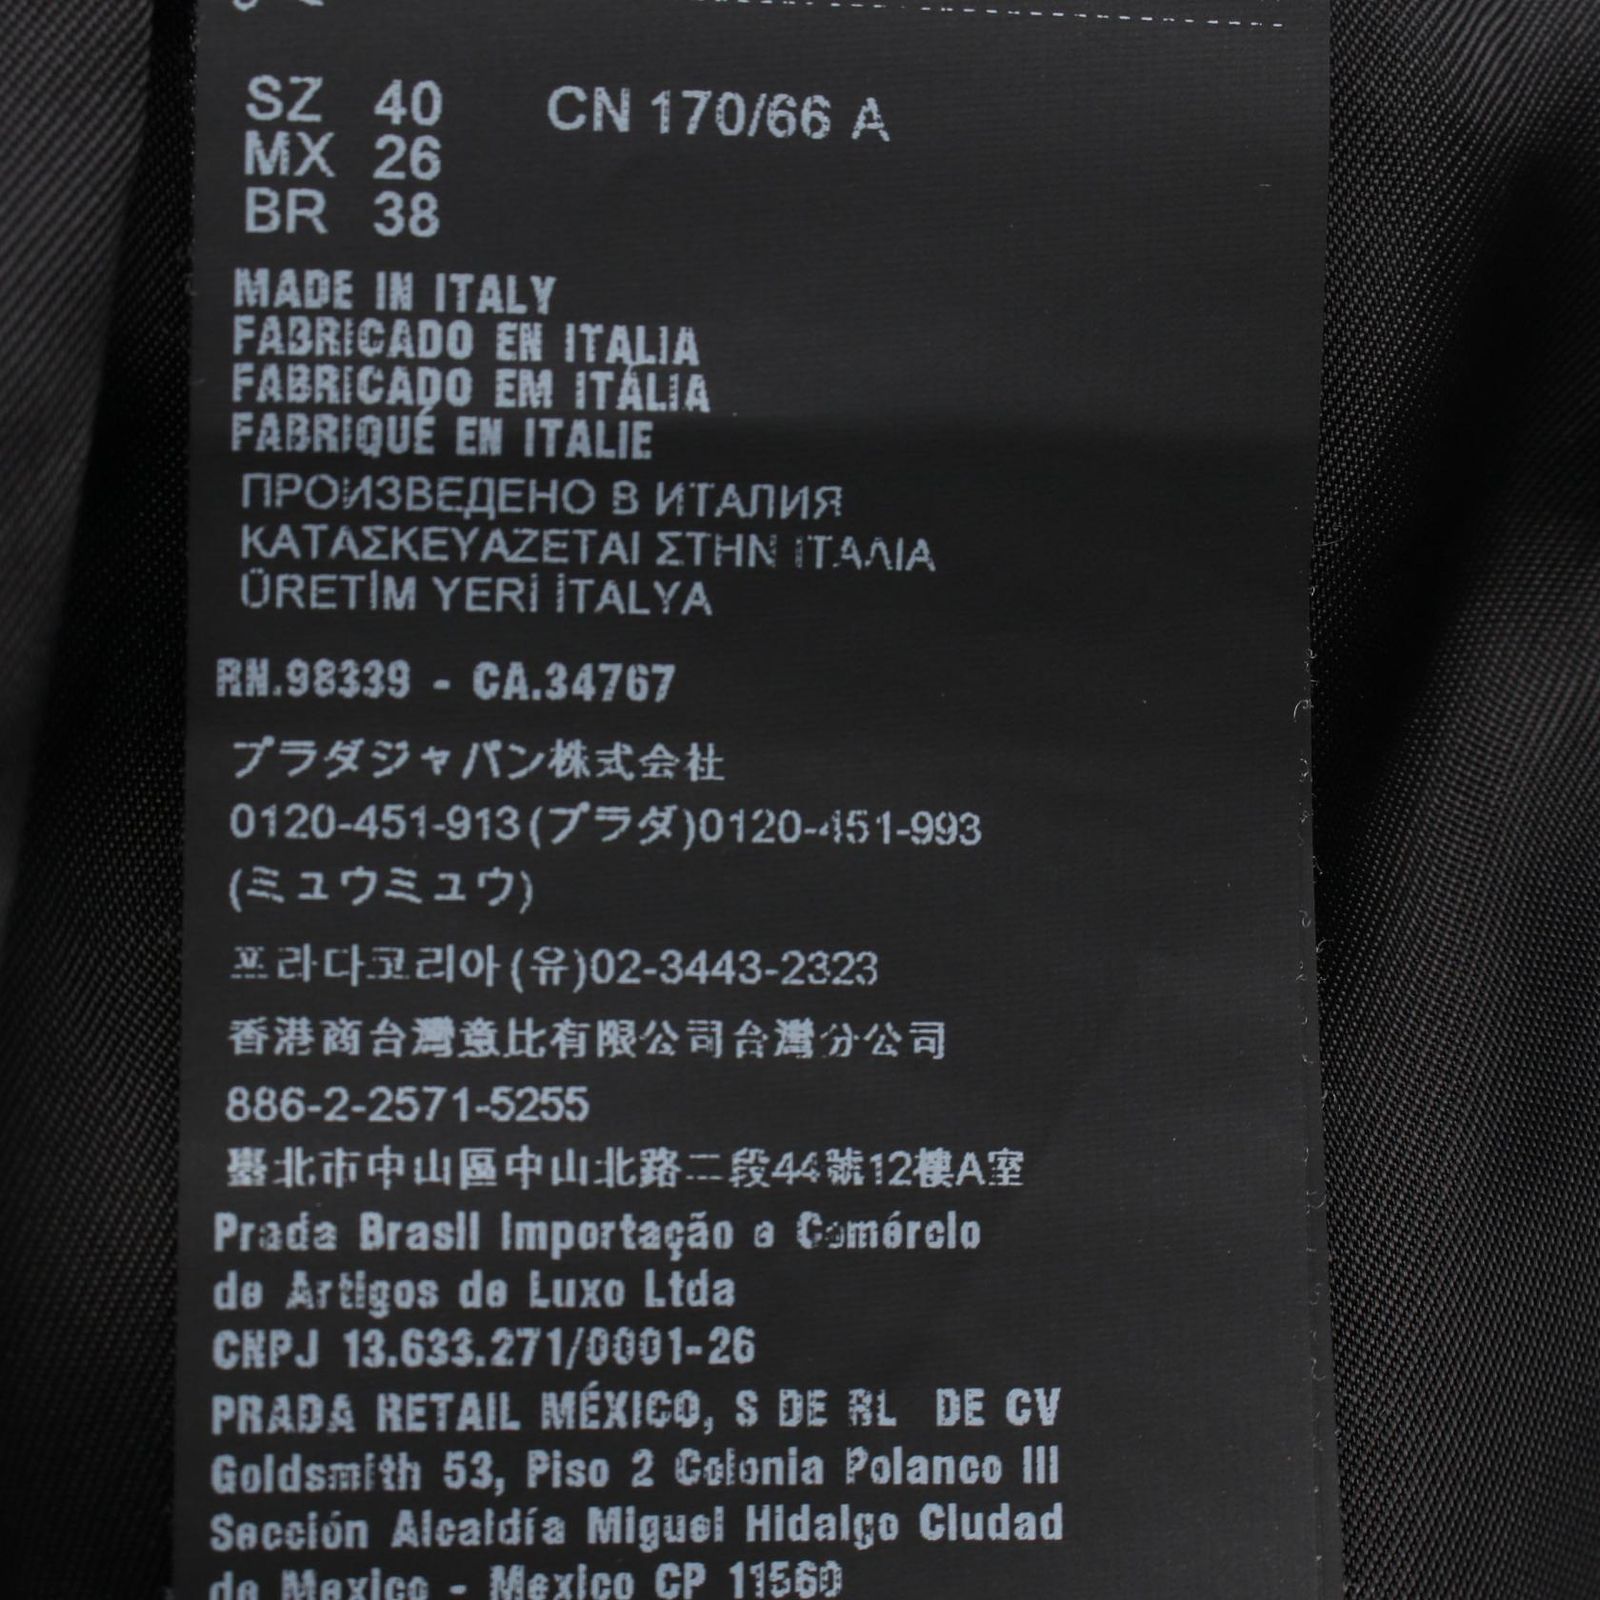 SZ 40 CN 170/66 A
MX 26
BR 38
MADE IN ITALY
FABRICADO EN ITALIA
FABRICADO EM ITÁLIA
FABRIQUÉ EN ITALIE
ПРОИЗВЕДЕНО В ИТАЛИЯ
ΚΑΤΑΣΚΕΥΑΖΕΤΑΙ ΣΤΗΝ ΙΤΑΛΙΑ
ÜRETİM YERİ İTALYA
RN.98339 - CA.34767
プラダジャパン株式会社
0120-451-913(プラダ)0120-451-993
(ミュウミュウ)
프라다코리아(유)02-3443-2323
香港商台灣意比有限公司台灣分公司
886-2-2571-5255
臺北市中山區中山北路二段44號12樓A室
Prada Brasil Importação e Comércio
de Artigos de Luxo Ltda
CNPJ 13.633.271/0001-26
PRADA RETAIL MÉXICO, S DE RL DE CV
Goldsmith 53, Piso 2 Colonia Polanco III
Sección Alcaldía Miguel Hidalgo Ciudad
de Mexico - Mexico CP 11560